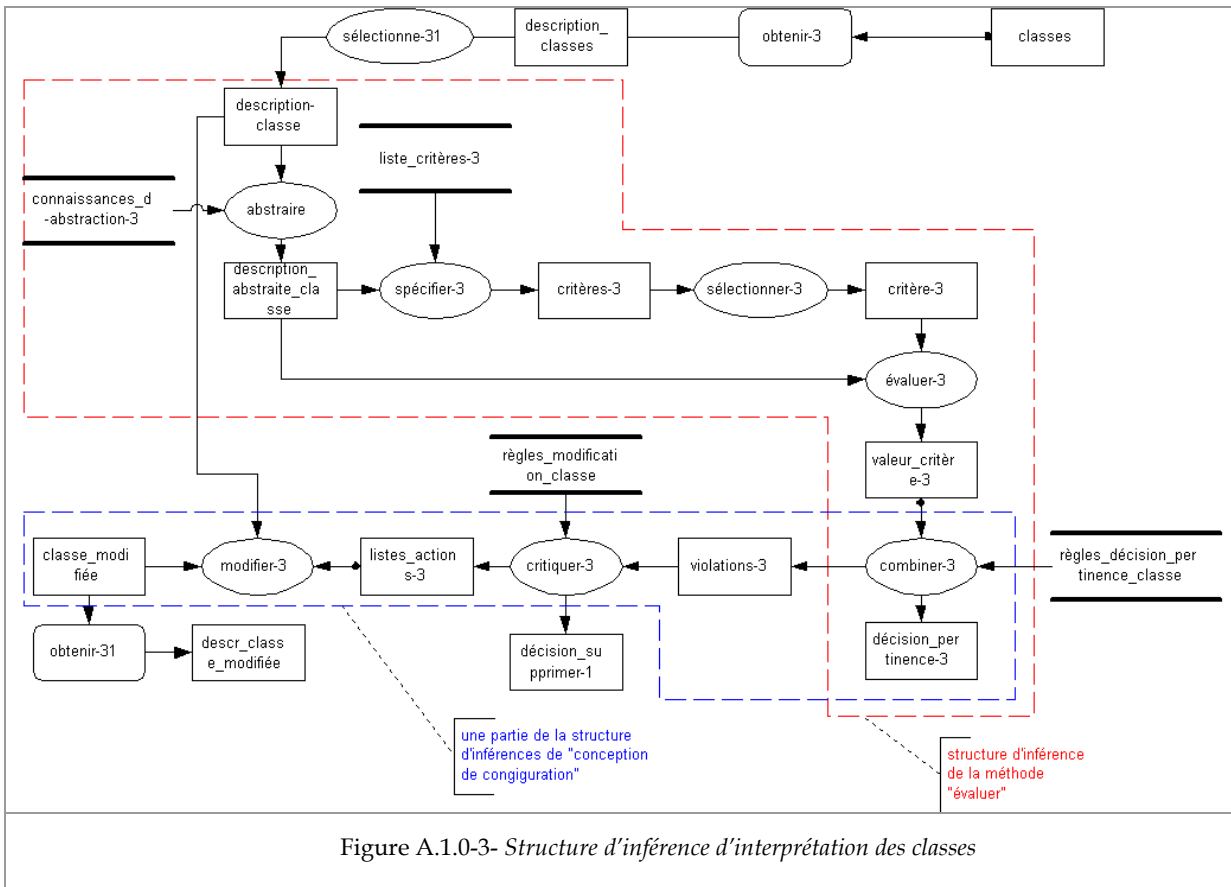 sélectionne-31
description_
classes
obtenir-3
classes
description-
classe
liste_critères-3
connaissances_d
-abstraction-3
abstraire
description_
abstraite_cla
sse
spécifier-3
critères-3
sélectionner-3
critère-3
évaluer-3
règles_modificati
on_classe
valeur_critèr
e-3
classe_modi
fiée
modifier-3
listes_action
s-3
critiquer-3
violations-3
combiner-3
règles_décision_per
tinence_classe
obtenir-31
descr_class
e_modifiée
décision_su
pprimer-1
décision_per
tinence-3
une partie de la structure
d'inférences de "conception
de congiguration"
structure d'inférence
de la méthode
"évaluer"
Figure A.1.0-3- Structure d'inférence d'interprétation des classes